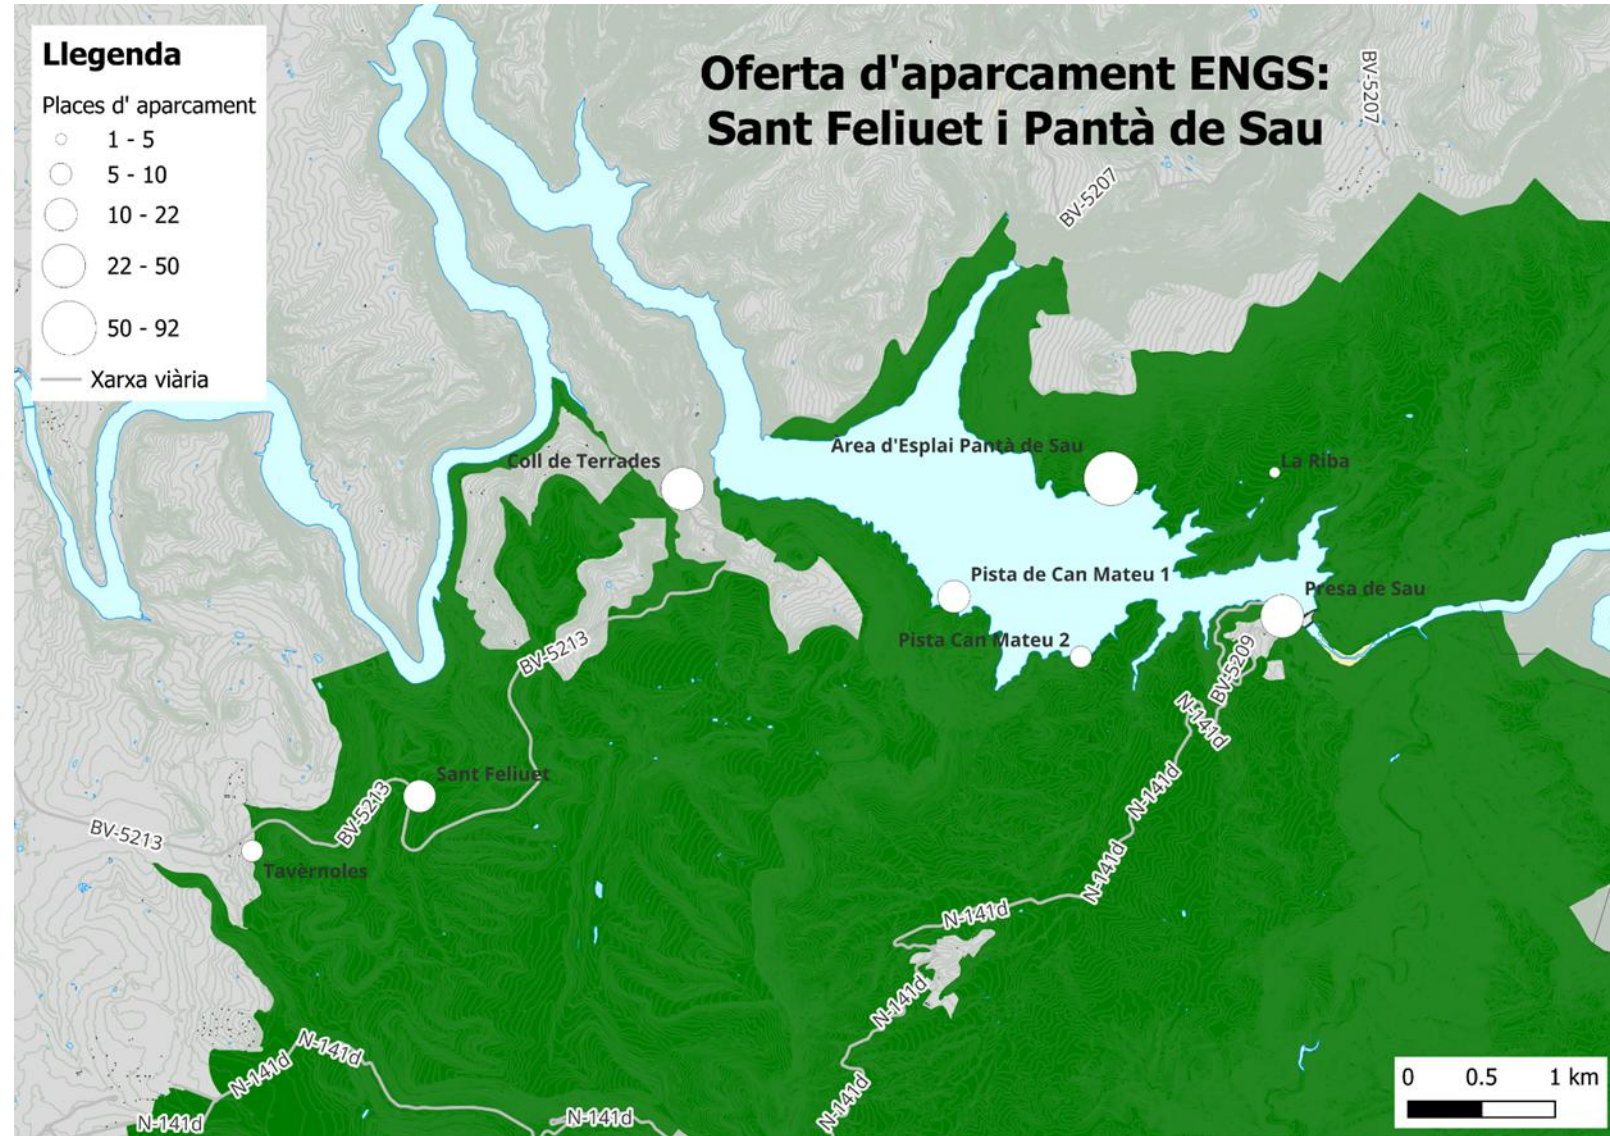 Llegenda
Places d' aparcament
1 - 5
5 - 10
10 - 22
22 - 50
50 - 92
Xarxa viària
Oferta d'aparcament ENGS:
Sant Feliuet i Pantà de Sau
BV-5207
BV-5207
Àrea d'Esplai Pantà de Sau
Coll de Terrades
La Riba
Pista de Can Mateu 1
Presa de Sau
Pista Can Mateu 2
BV-5213
BV-5209
N-141d
Sant Feliuet
N-141d
BV-5213
BV-5213
Tavèrnoles
N-141d
N-141d
N-141d
N-141d
N-141d
N-141d
N-141d
N-141d
0 0.5 1 km